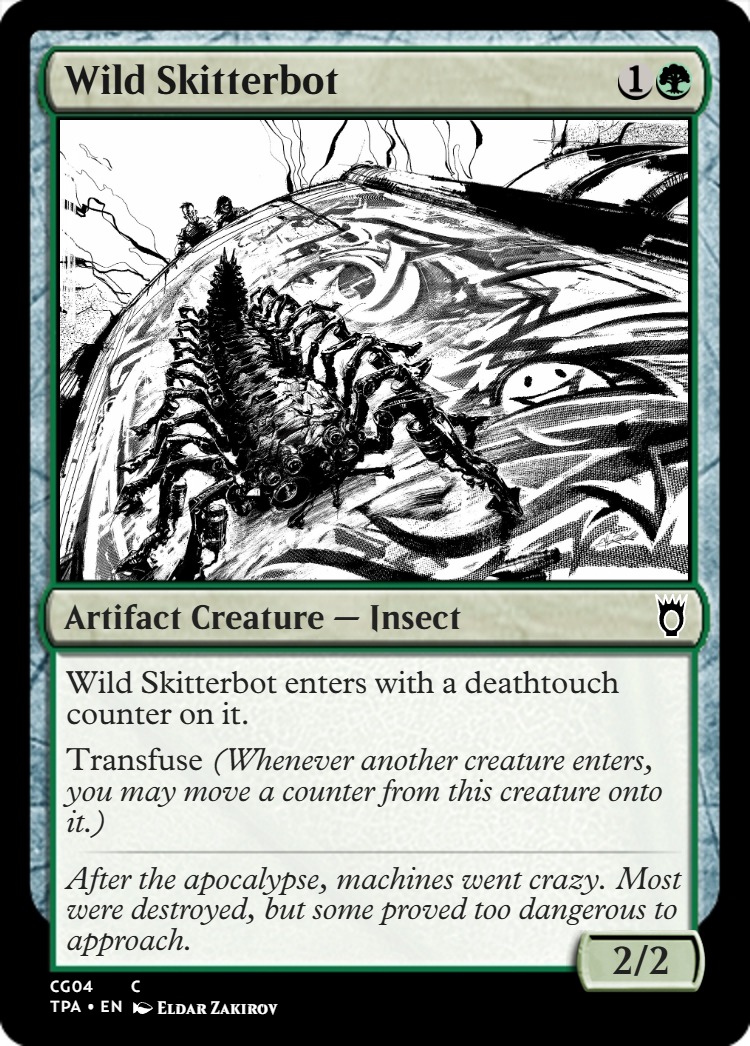 Wild Skitterbot 1
Artifact Creature — Insect
Wild Skitterbot enters with a deathtouch
counter on it.
Transfuse (Whenever another creature enters,
you may move a counter from this creature onto
it.)
After the apocalypse, machines went crazy. Most
were destroyed, but some proved too dangerous to
approach.
2/2
CG04 C
TPA • EN Eldar Zakirov